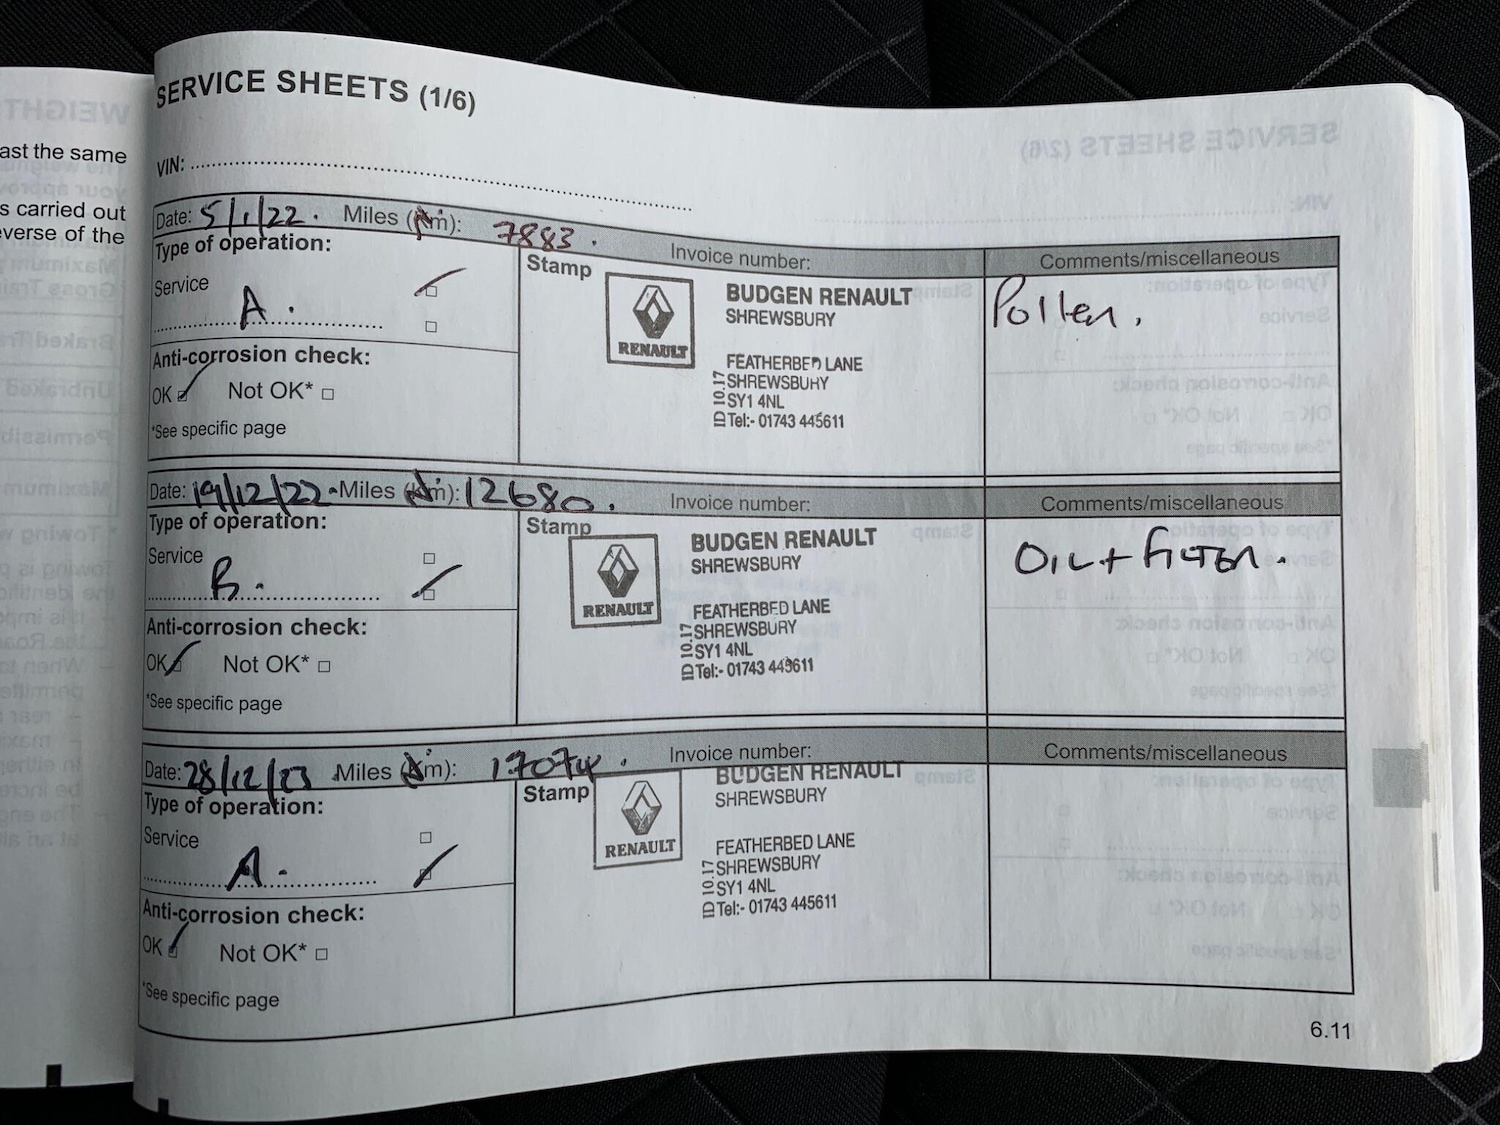 SERVICE SHEETS (1/6)
VIN:
ast the same
s carried out
everse of the
Date: 5/1/22. Miles (km): 7883.
Invoice number:
Comments/miscellaneous
Type of operation:
Service
A.
Anti-corrosion check:
OK Not OK*
*See specific page
Stamp
RENAULT
BUDGEN RENAULT
SHREWSBURY
FEATHERBED LANE
SHREWSBURY
SY1 4NL
Tel:- 01743 445611
ID 10.17
Pollen.
Date: 19/12/22. Miles (km): 12680.
Invoice number:
Comments/miscellaneous
Type of operation:
Service
B.
Anti-corrosion check:
OK Not OK*
*See specific page
Stamp
RENAULT
BUDGEN RENAULT
SHREWSBURY
FEATHERBED LANE
SHREWSBURY
SY1 4NL
Tel:- 01743 445611
ID 10.17
OIL + FILTER.
Date: 28/12/23 Miles (km): 17074.
Invoice number:
Comments/miscellaneous
Type of operation:
Service
A.
Anti-corrosion check:
OK Not OK*
*See specific page
Stamp
RENAULT
BUDGEN RENAULT
SHREWSBURY
FEATHERBED LANE
SHREWSBURY
SY1 4NL
Tel:- 01743 445611
ID 10.17
6.11